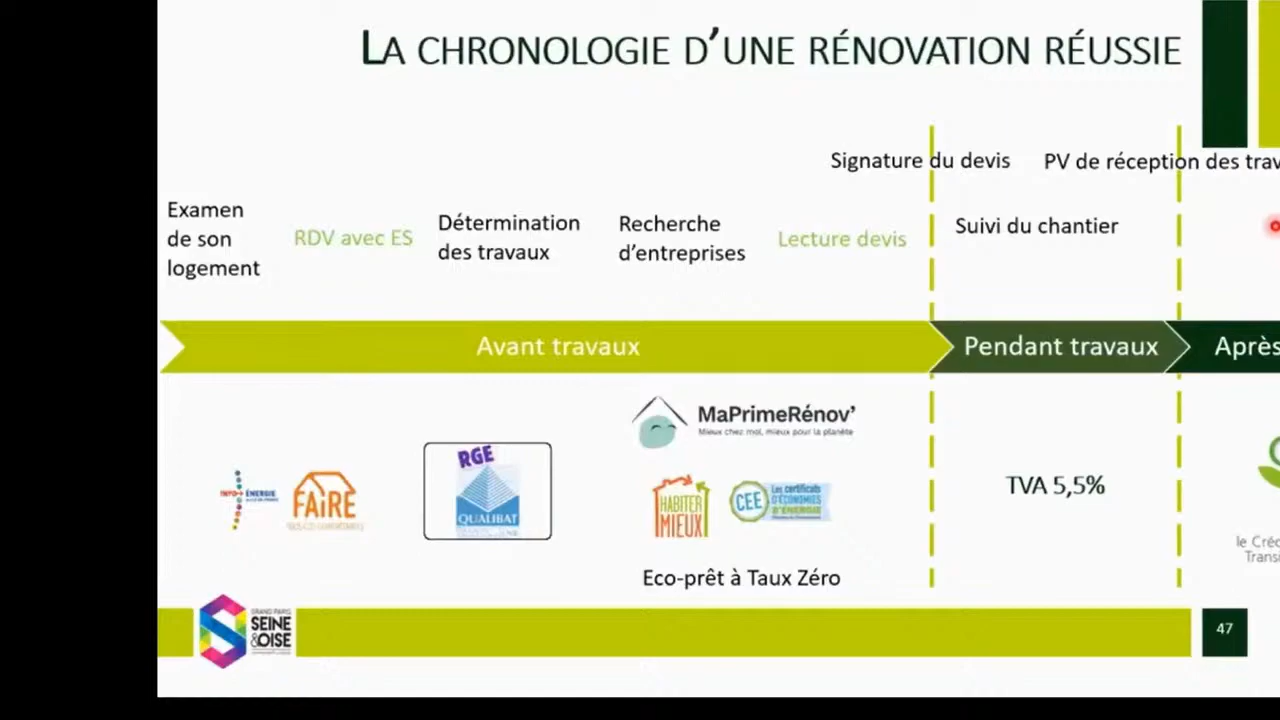 LA CHRONOLOGIE D'UNE RÉNOVATION RÉUSSIE
Signature du devis
PV de réception des trav
Examen
de son
logement
RDV avec ES
Détermination
des travaux
Recherche
d'entreprises
Lecture devis
Suivi du chantier
Avant travaux
Pendant travaux
Après
MaPrimeRénov'
Mieux chez moi, mieux pour la planète
RGE
QUALIBAT
INFO ÉNERGIE
FAIRE
HABITER
MIEUX
CEE
Les certificats
D'ÉCONOMIES
D'ÉNERGIE
TVA 5,5%
le Créd
Transi
Eco-prêt à Taux Zéro
GRAND PARIS
SEINE
&OISE
47